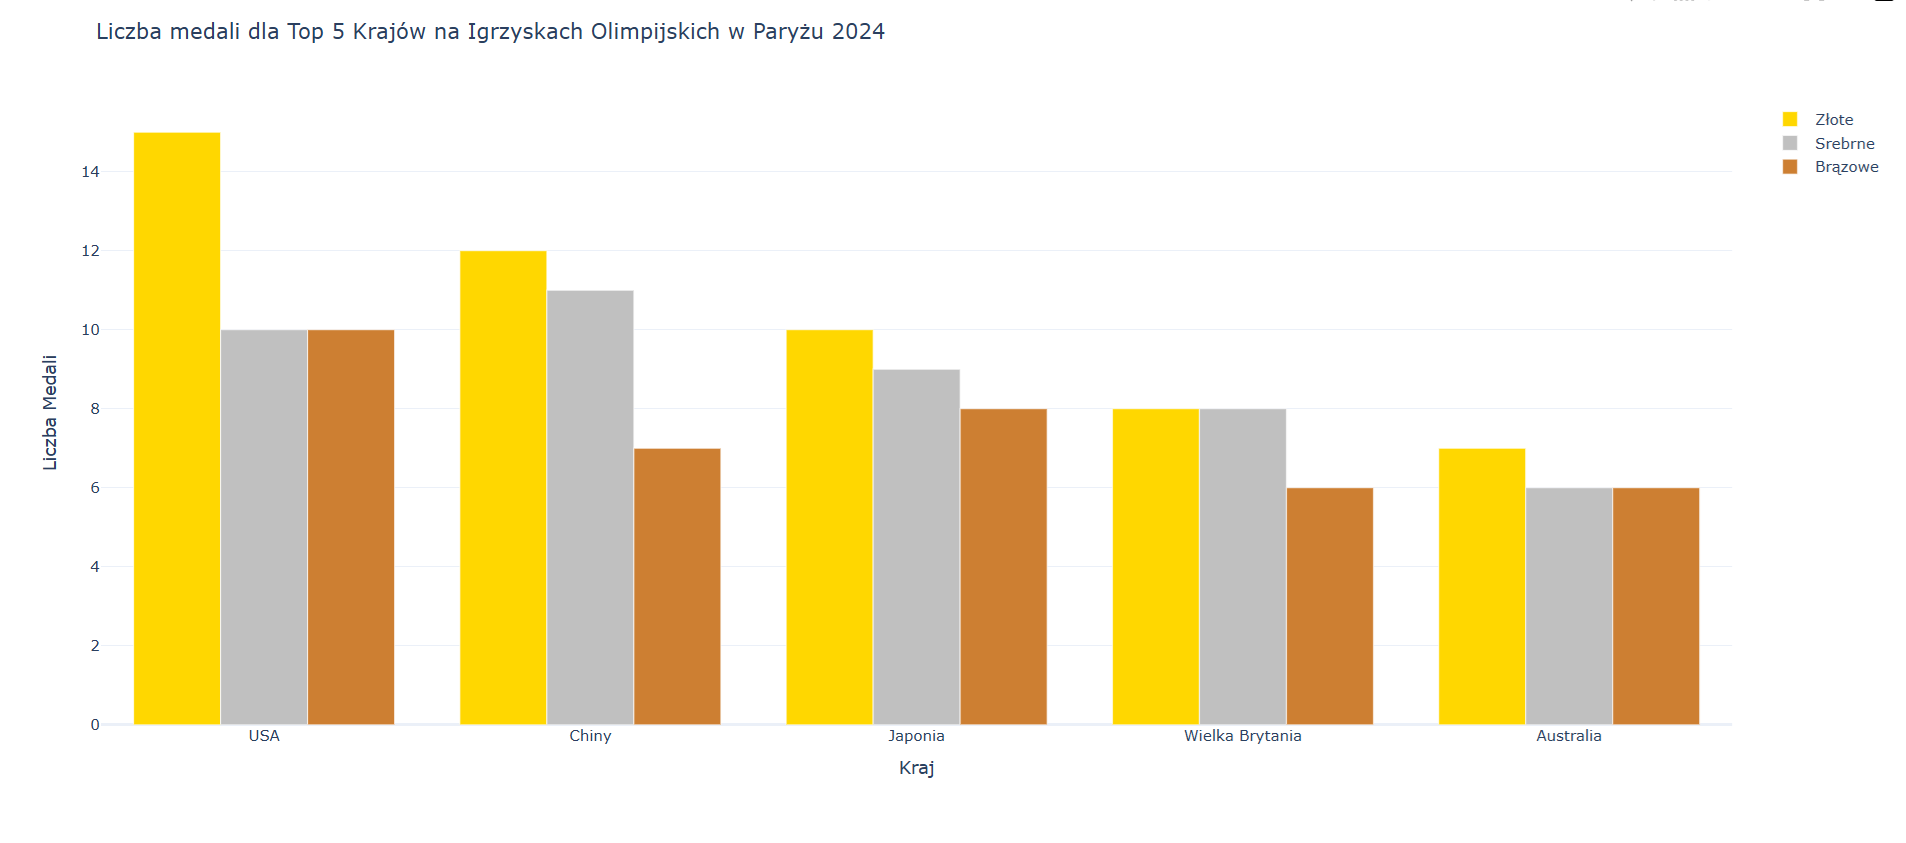 Liczba medali dla Top 5 Krajów na Igrzyskach Olimpijskich w Paryżu 2024
Złote
Srebrne
Brązowe
14
12
10
8
6
4
2
0
Liczba Medali
USA
Chiny
Japonia
Wielka Brytania
Australia
Kraj